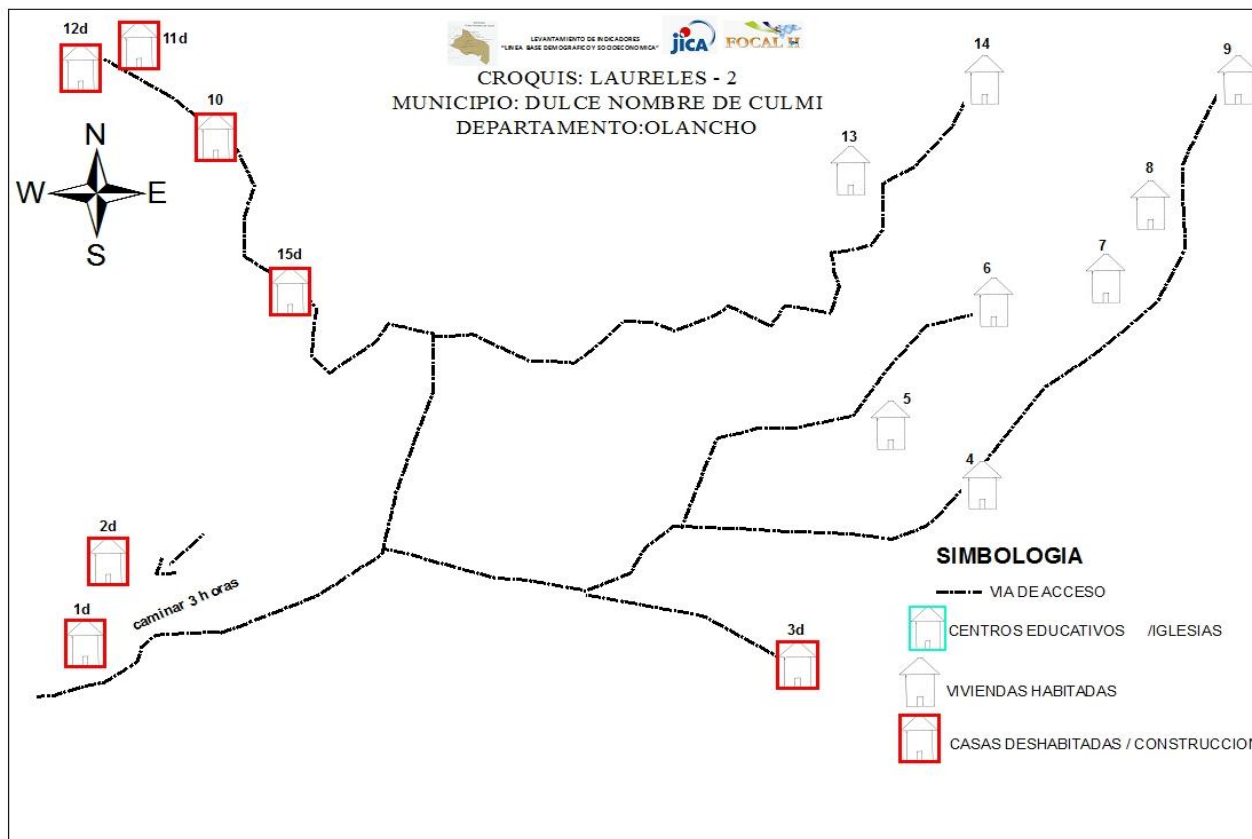 LEVANTAMIENTO DE INDICADORES
"LINEA BASE DEMOGRAFICO Y SOCIOECONOMICA"
JICA
FOCAL II
CROQUIS: LAURELES - 2
MUNICIPIO: DULCE NOMBRE DE CULMI
DEPARTAMENTO:OLANCHO
12d
11d
10
N
W
E
S
15d
14
9
13
8
7
6
5
4
2d
caminar 3 h oras
1d
3d
SIMBOLOGIA
VIA DE ACCESO
CENTROS EDUCATIVOS /IGLESIAS
VIVIENDAS HABITADAS
CASAS DESHABITADAS / CONSTRUCCION